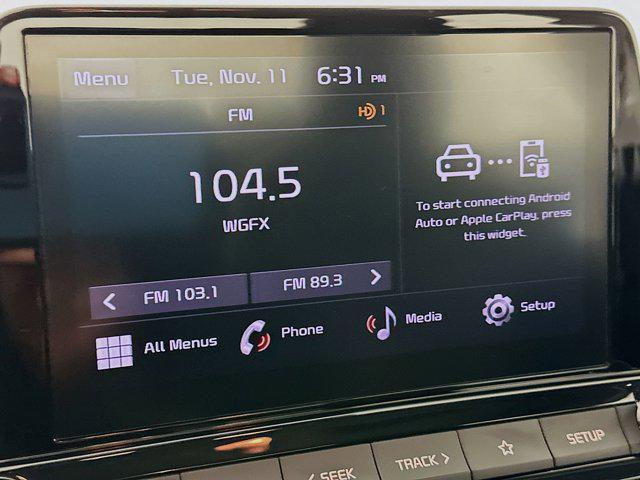 Menu
Tue, Nov. 11
6:31 PM
FM
HD 1
104.5
WGFX
FM 103.1
FM 89.3
To start connecting Android
Auto or Apple CarPlay, press
this widget.
All Menus
Phone
Media
Setup
< SEEK
TRACK >
SETUP